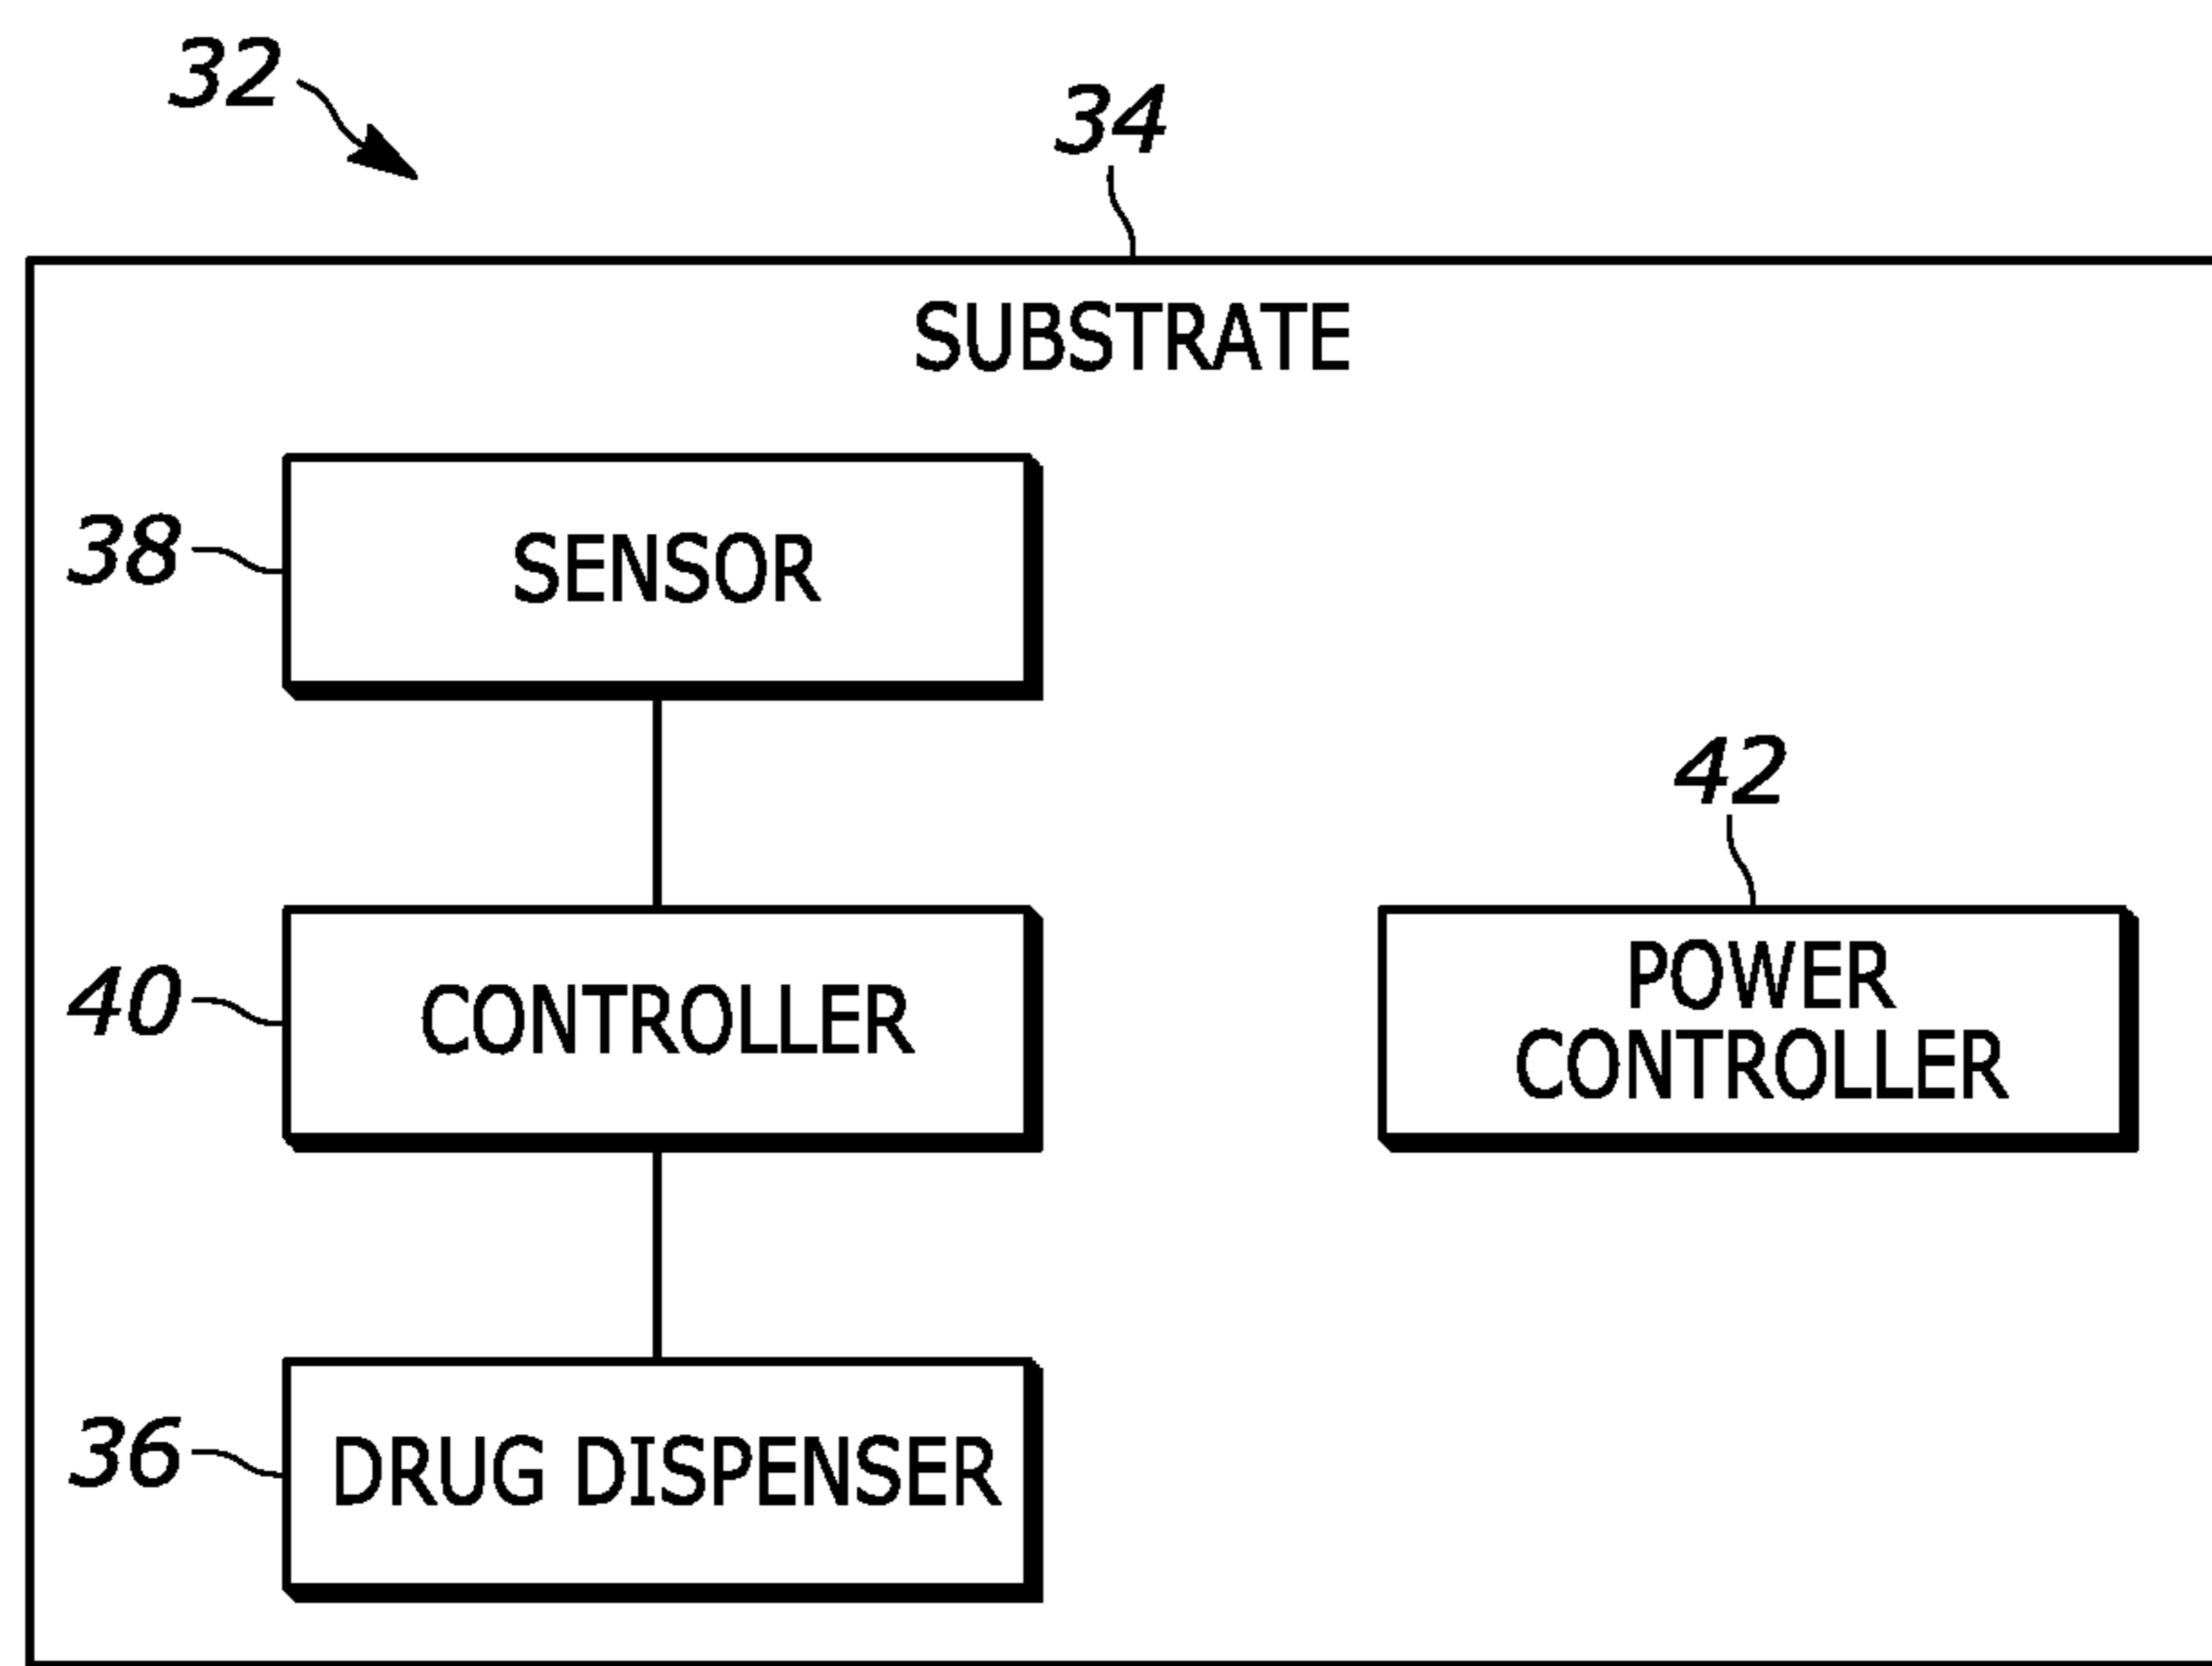 32
34
SUBSTRATE
38
SENSOR
42
40
CONTROLLER
POWER
CONTROLLER
36
DRUG DISPENSER